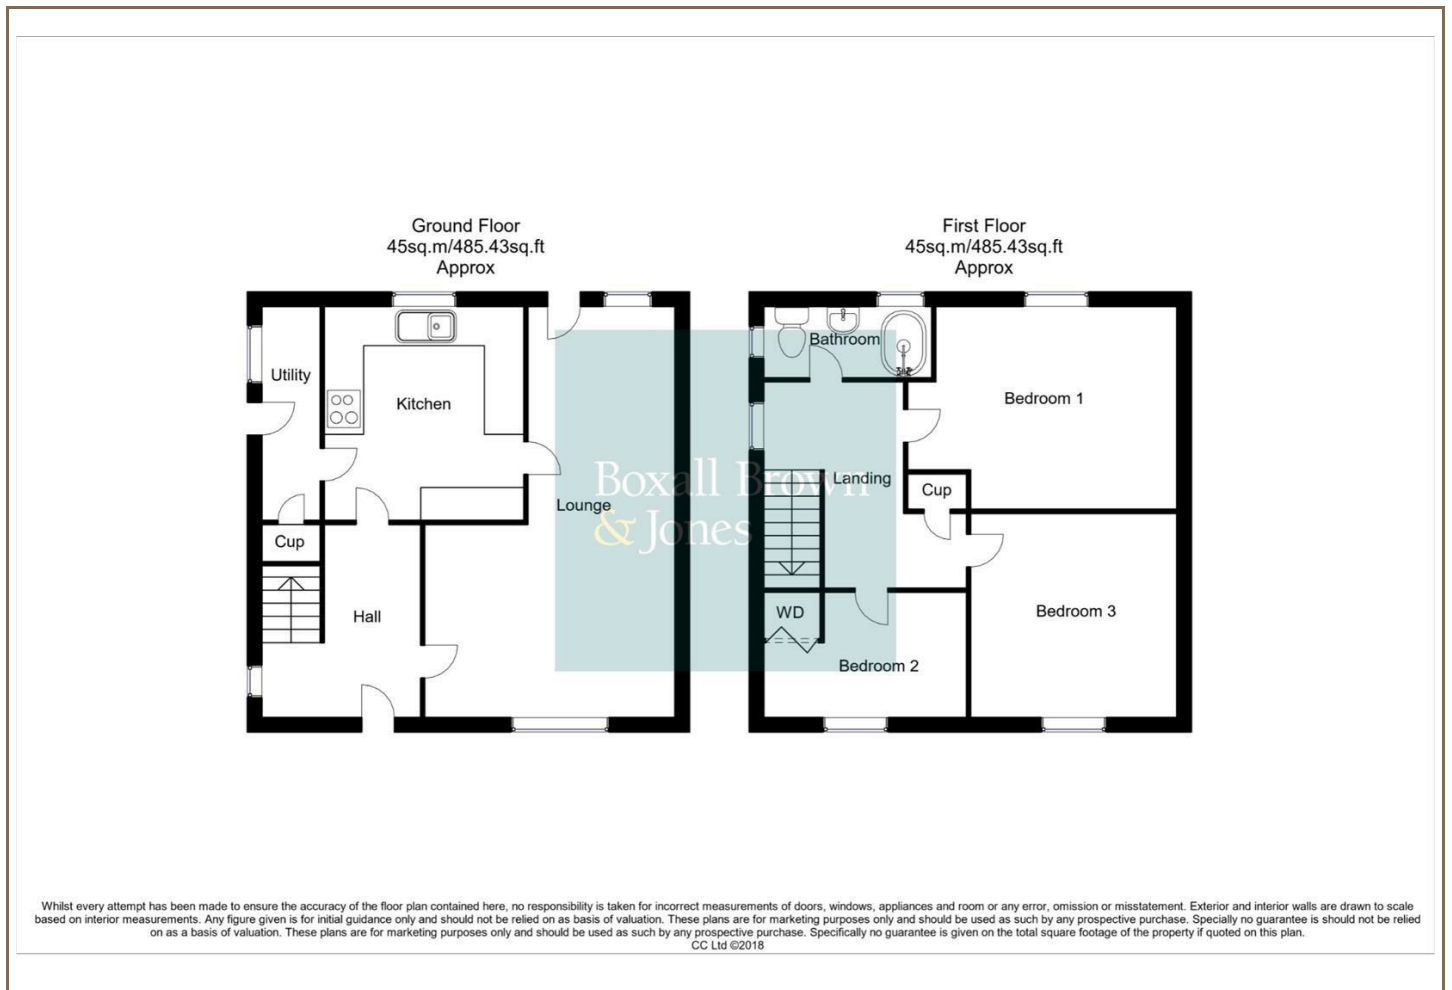 Ground Floor
45sq.m/485.43sq.ft
Approx
First Floor
45sq.m/485.43sq.ft
Approx
Utility
Kitchen
Lounge
Cup
Hall
Bathroom
Bedroom 1
Landing
Cup
WD
Bedroom 2
Bedroom 3
Boxall Brown
& Jones
Whilst every attempt has been made to ensure the accuracy of the floor plan contained here, no responsibility is taken for incorrect measurements of doors, windows, appliances and room or any error, omission or misstatement. Exterior and interior walls are drawn to scale
based on interior measurements. Any figure given is for initial guidance only and should not be relied on as basis of valuation. These plans are for marketing purposes only and should be used as such by any prospective purchase. Specially no guarantee is should not be relied
on as a basis of valuation. These plans are for marketing purposes only and should be used as such by any prospective purchase. Specifically no guarantee is given on the total square footage of the property if quoted on this plan.
CC Ltd ©2018